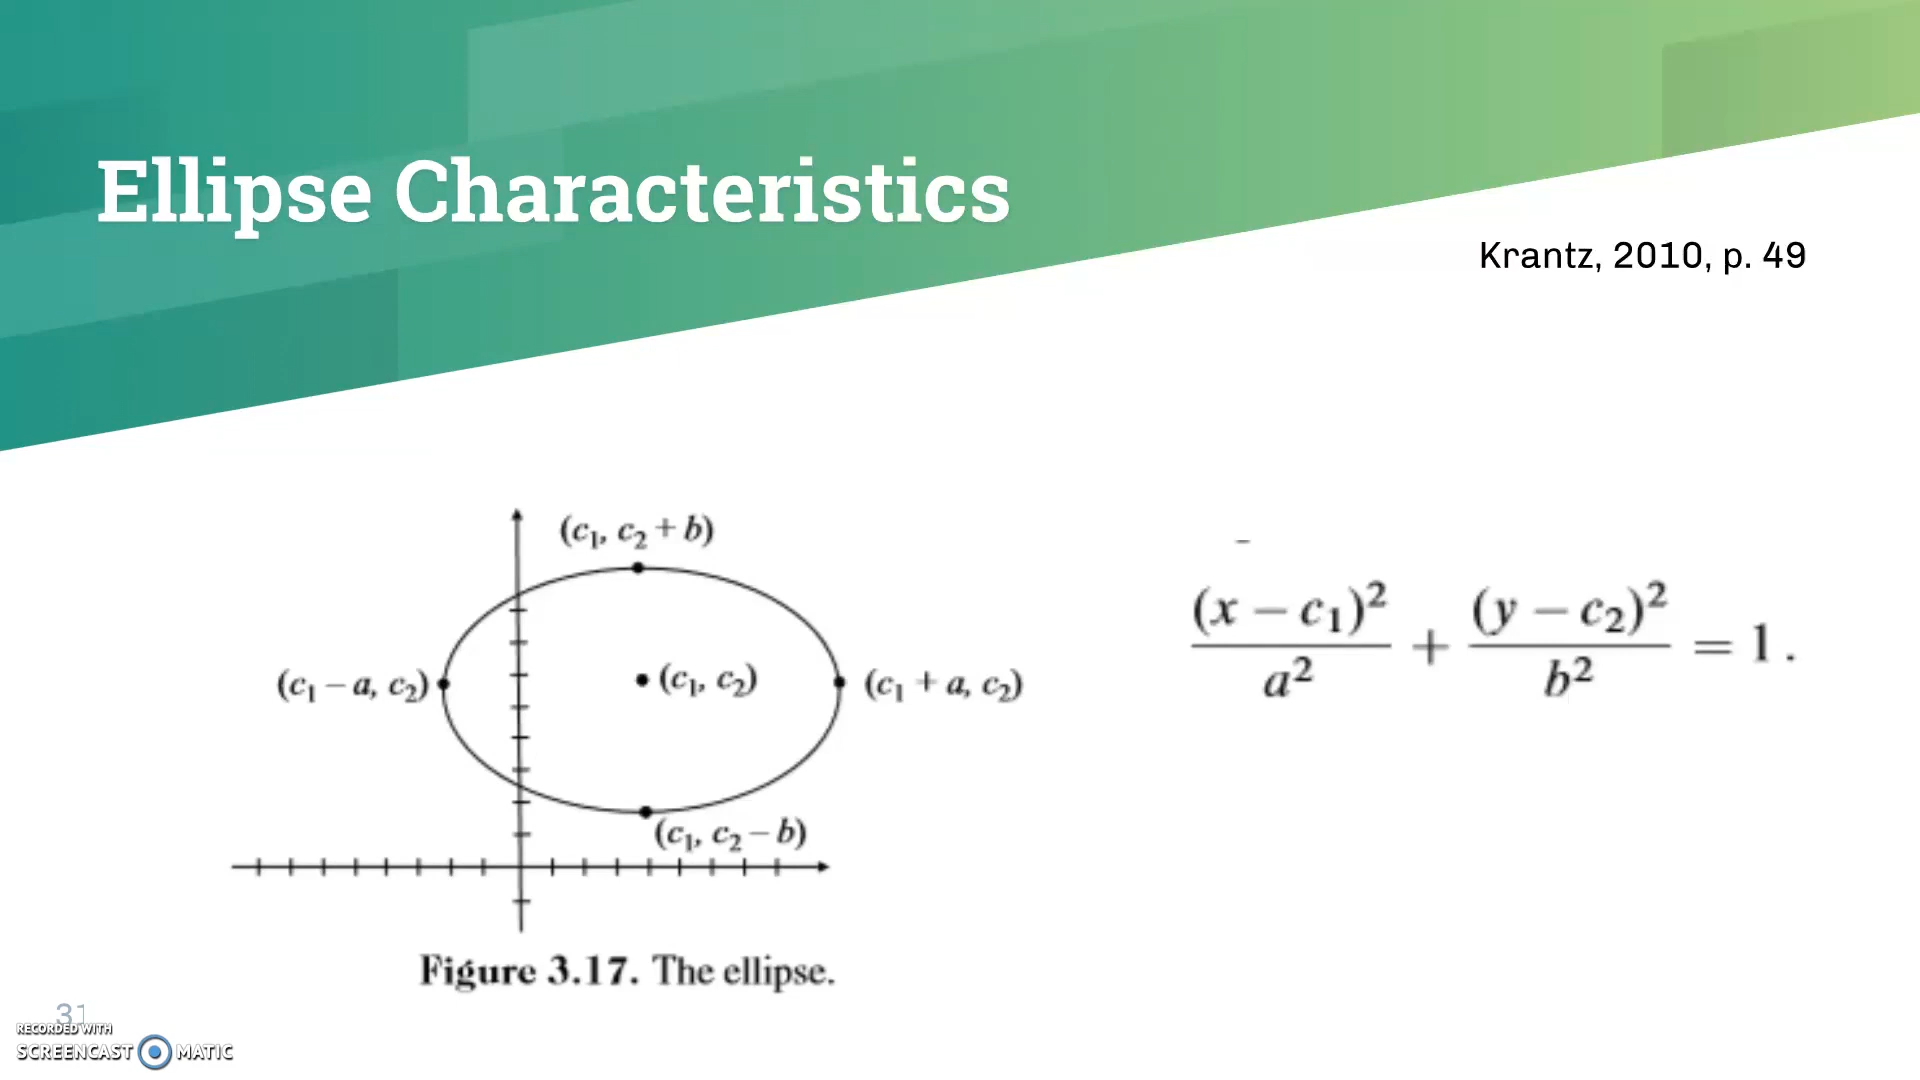 Ellipse Characteristics
Krantz, 2010, p. 49
(c₁, c₂ + b)
(c₁ − a, c₂)
(c₁, c₂)
(c₁ + a, c₂)
(c₁, c₂ − b)
(x − c₁)²/a² + (y − c₂)²/b² = 1.
Figure 3.17. The ellipse.
31
RECORDED WITH
SCREENCAST MATIC